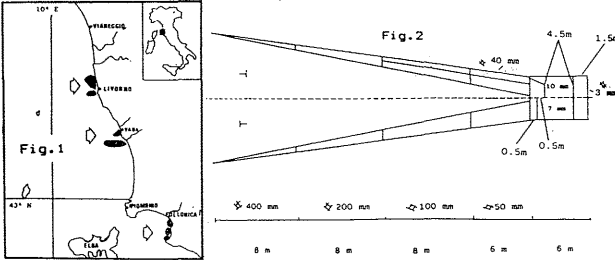 10° E
VIAREGGIO
LIVORNO
d
VADA
Fig.1
43° N
PIOMBINO
FOLLONICA
ELBA
Fig.2
40 mm
4.5m
1.5m
10 mm
3 mm
7 mm
0.5m
0.5m
400 mm
200 mm
100 mm
50 mm
8 m
8 m
8 m
6 m
6 m